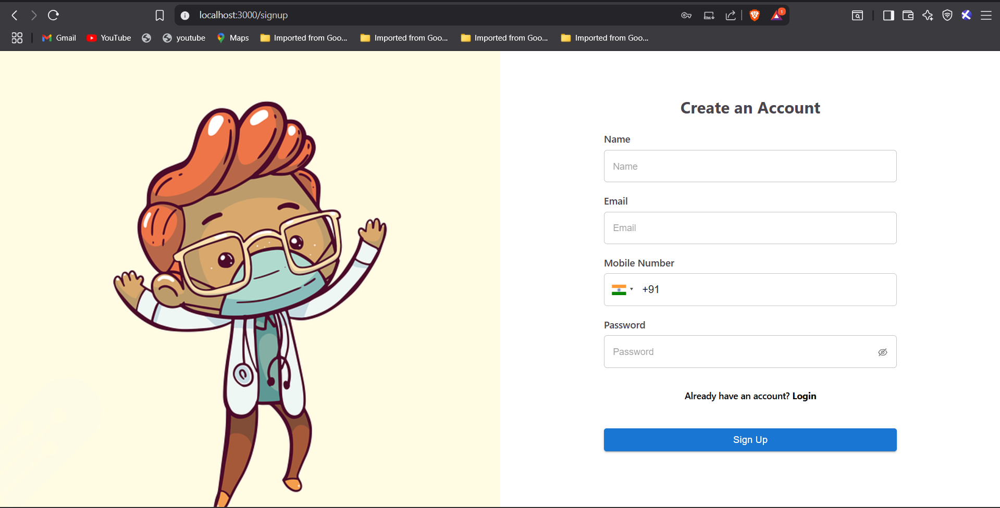 localhost:3000/signup
1
Gmail YouTube youtube Maps Imported from Goo... Imported from Goo... Imported from Goo... Imported from Goo...
Create an Account
Name
Name
Email
Email
Mobile Number
+91
Password
Password
Already have an account? Login
Sign Up